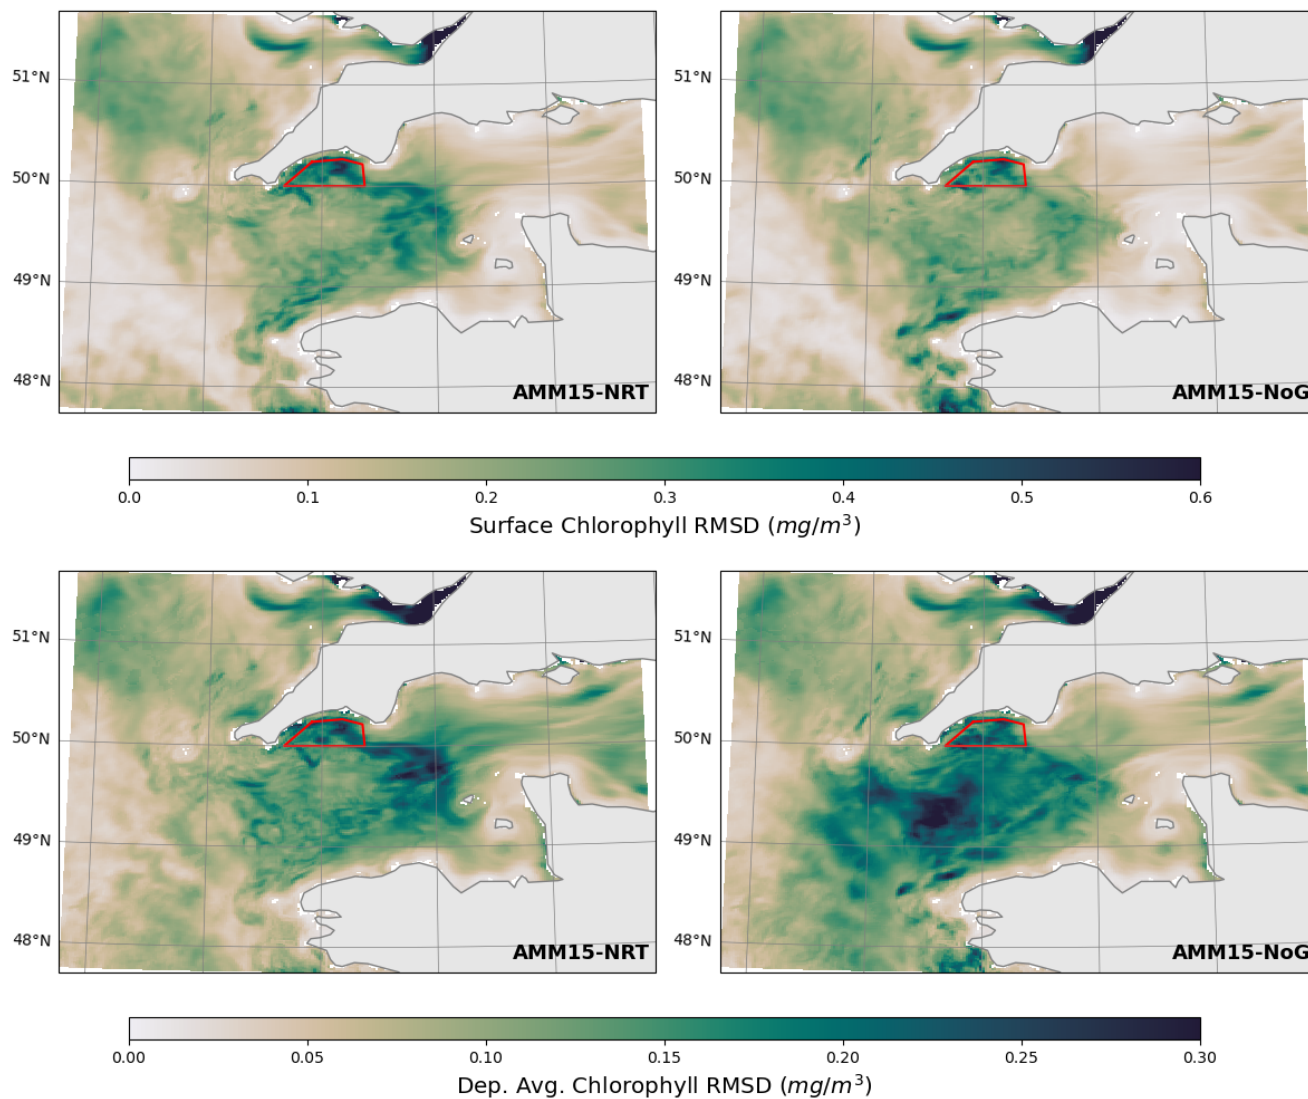 51°N
50°N
49°N
48°N
AMM15-NRT
51°N
50°N
49°N
48°N
AMM15-NoG
0.0 0.1 0.2 0.3 0.4 0.5 0.6
Surface Chlorophyll RMSD (mg/m³)
51°N
50°N
49°N
48°N
AMM15-NRT
51°N
50°N
49°N
48°N
AMM15-NoG
0.00 0.05 0.10 0.15 0.20 0.25 0.30
Dep. Avg. Chlorophyll RMSD (mg/m³)